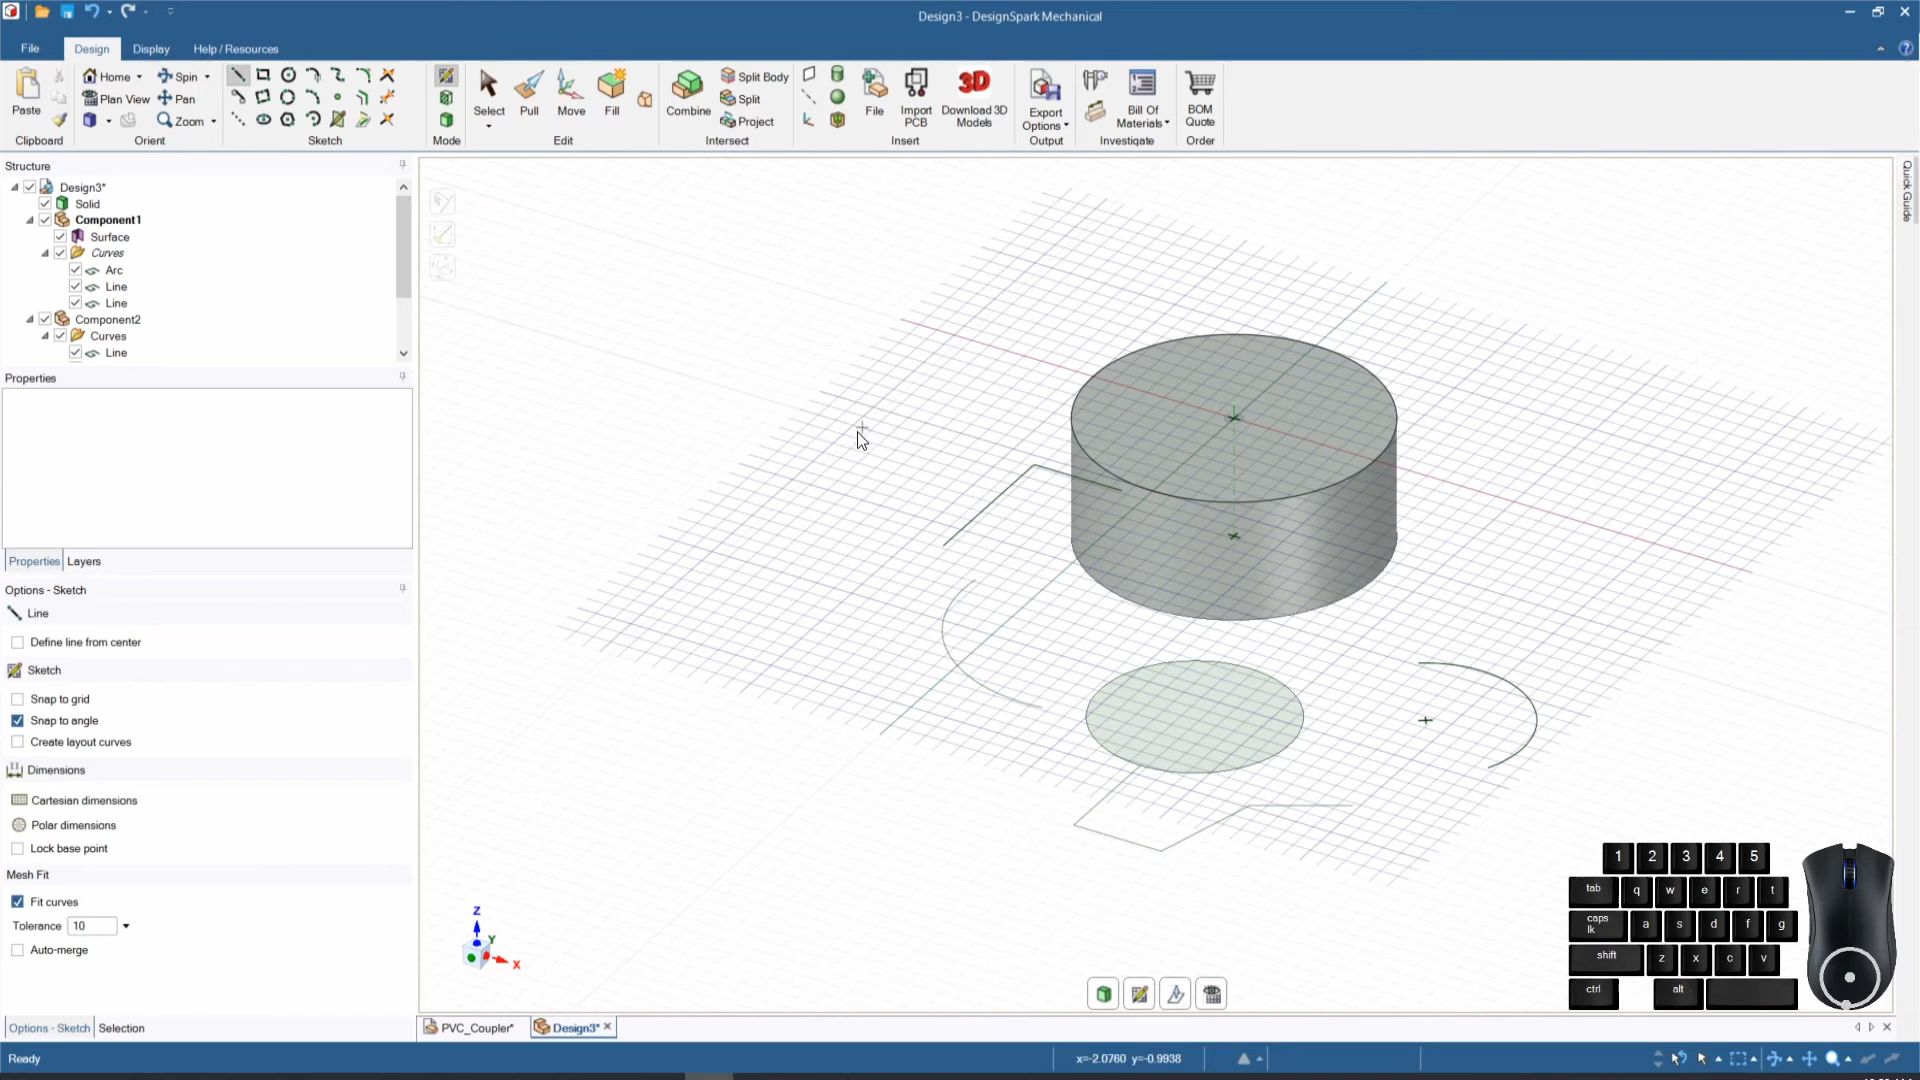 Design3 - DesignSpark Mechanical
File
Design
Display
Help / Resources
Paste
Home
Plan View
Spin
Pan
Zoom
Select
Pull
Move
Fill
Combine
Split Body
Split
Project
File
Import PCB
Download 3D Models
3D
Export Options
Bill Of Materials
BOM Quote
Clipboard
Orient
Sketch
Mode
Edit
Intersect
Insert
Output
Investigate
Order
Structure
Design3*
Solid
Component1
Surface
Curves
Arc
Line
Line
Component2
Curves
Line
Properties
Properties
Layers
Options - Sketch
Line
Define line from center
Sketch
Snap to grid
Snap to angle
Create layout curves
Dimensions
Cartesian dimensions
Polar dimensions
Lock base point
Mesh Fit
Fit curves
Tolerance 10
Auto-merge
Options - Sketch
Selection
Quick Guide
Z
Y
X
PVC_Coupler*
Design3*
Ready
x=-2.0760 y=-0.9938
1 2 3 4 5
tab q w e r t
caps lk a s d f g
shift z x c v
ctrl alt